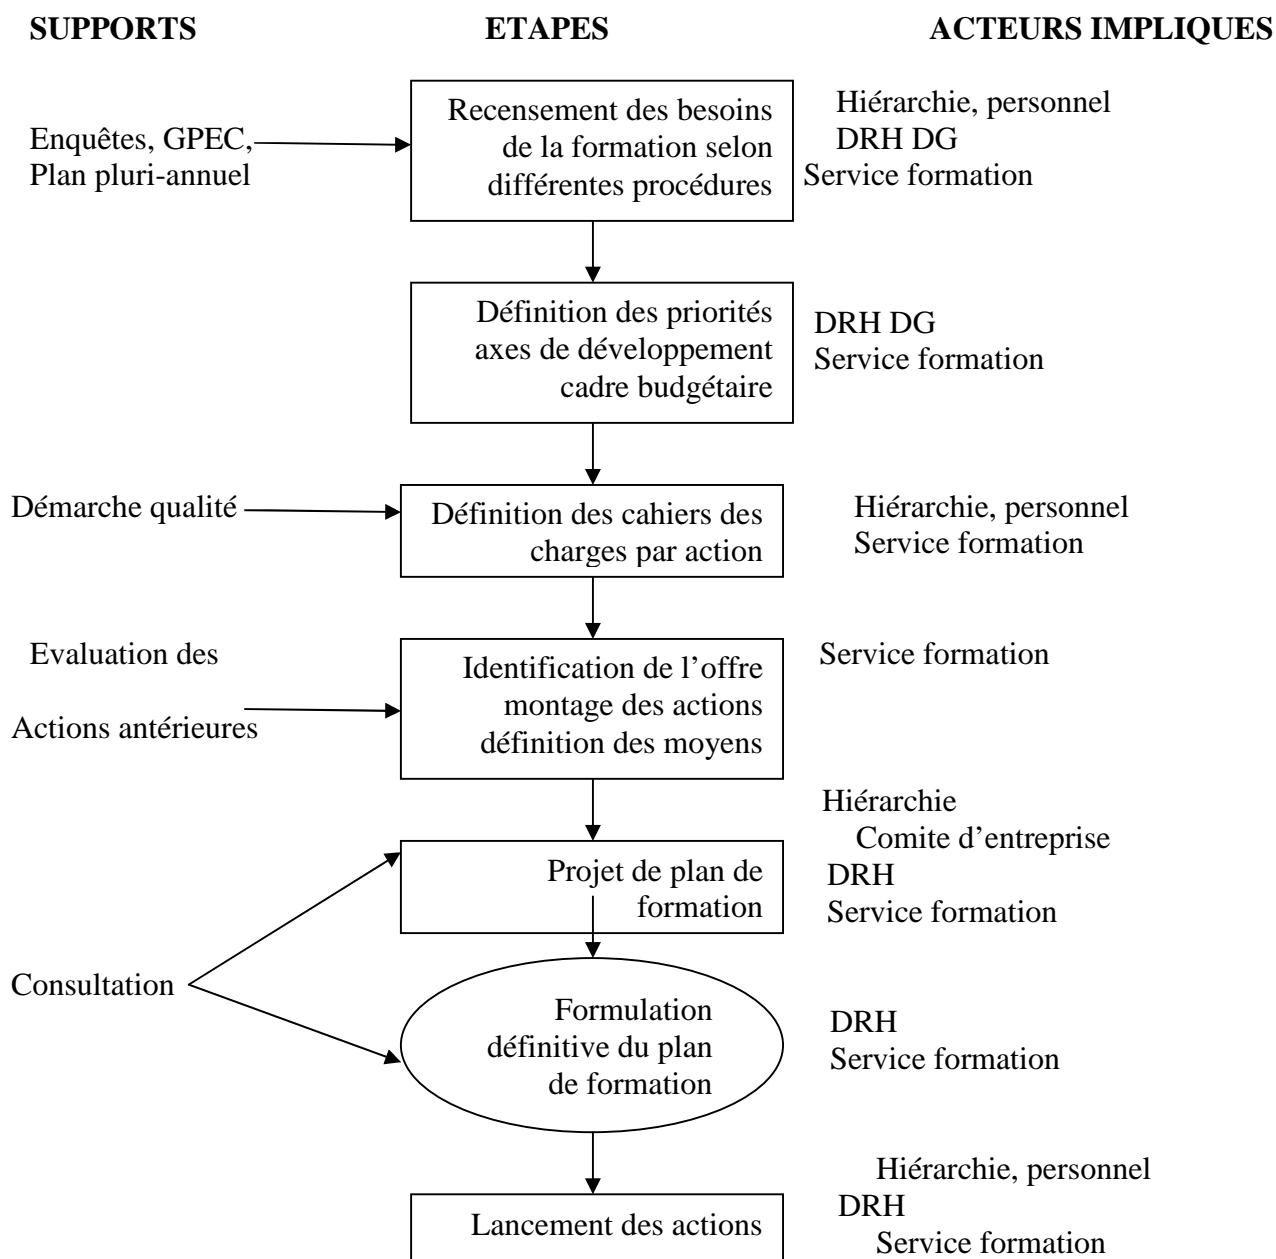 SUPPORTS
ETAPES
ACTEURS IMPLIQUES
Enquêtes, GPEC,
Plan pluri-annuel
Recensement des besoins
de la formation selon
différentes procédures
Hiérarchie, personnel
DRH DG
Service formation
Définition des priorités
axes de développement
cadre budgétaire
DRH DG
Service formation
Démarche qualité
Définition des cahiers des
charges par action
Hiérarchie, personnel
Service formation
Evaluation des
Actions antérieures
Identification de l’offre
montage des actions
définition des moyens
Service formation
Hiérarchie
Comite d’entreprise
DRH
Service formation
Projet de plan de
formation
Consultation
Formulation
définitive du plan
de formation
DRH
Service formation
Lancement des actions
Hiérarchie, personnel
DRH
Service formation